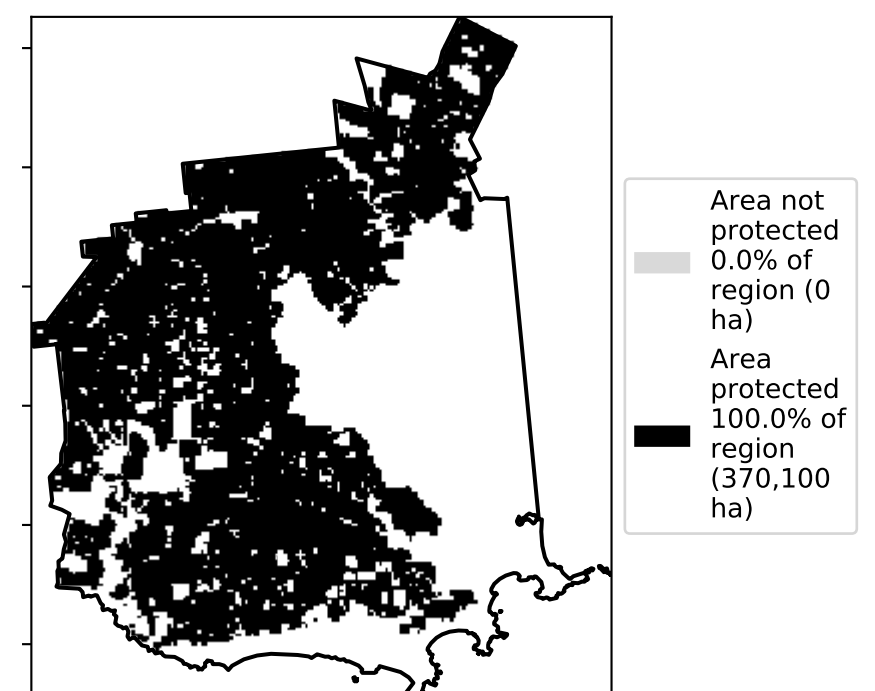 Area not
protected
0.0% of
region (0
ha)
Area
protected
100.0% of
region
(370,100
ha)